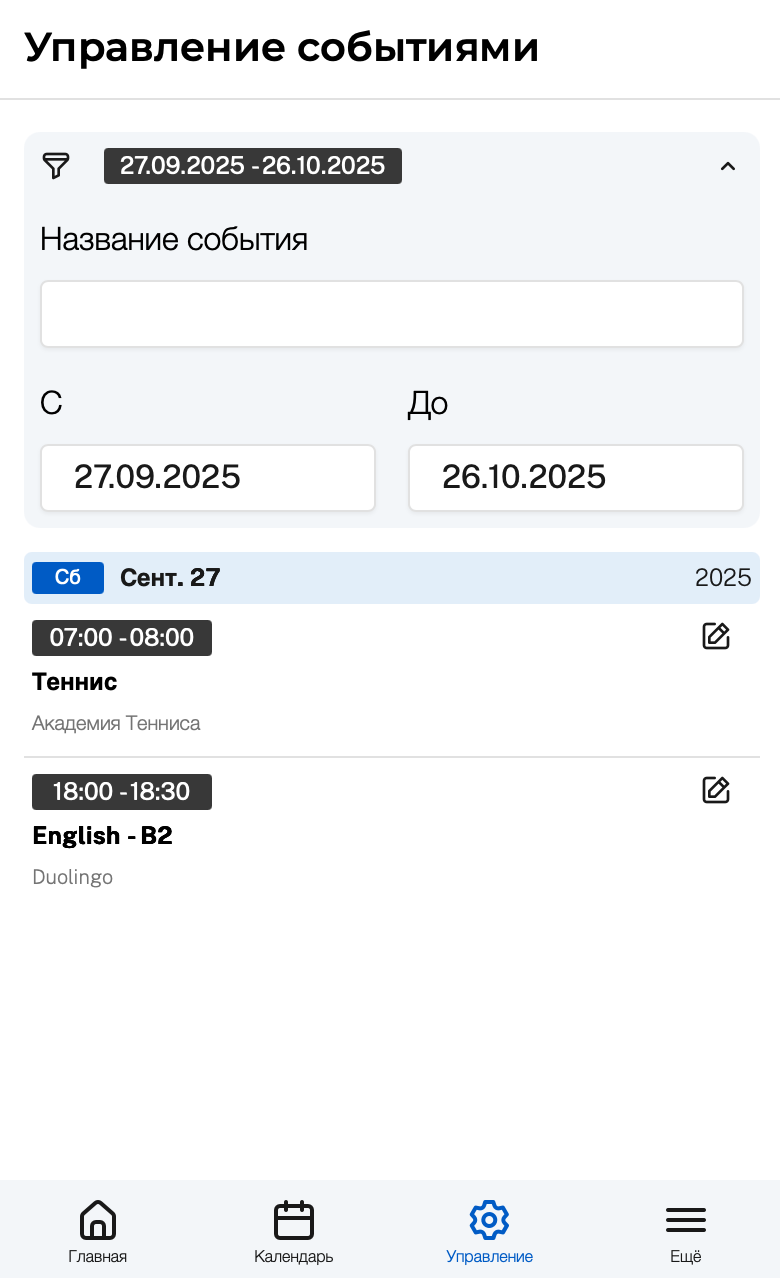 Управление событиями
27.09.2025 - 26.10.2025
Название события
С До
27.09.2025 26.10.2025
Сб Сент. 27 2025
07:00 - 08:00
Теннис
Академия Тенниса
18:00 - 18:30
English - B2
Duolingo
Главная Календарь Управление Ещё